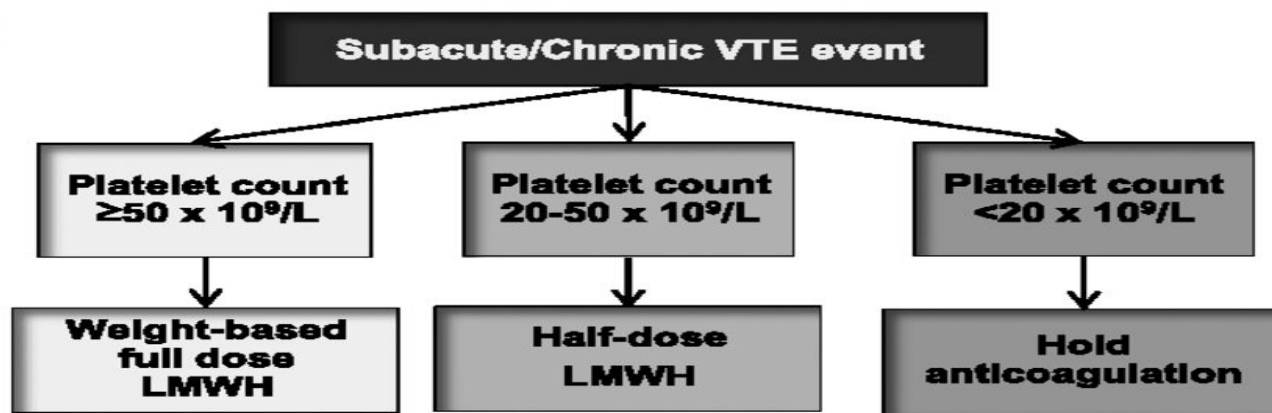 Subacute/Chronic VTE event
Platelet count
≥50 x 10⁹/L
Platelet count
20-50 x 10⁹/L
Platelet count
<20 x 10⁹/L
Weight-based
full dose
LMWH
Half-dose
LMWH
Hold
anticoagulation